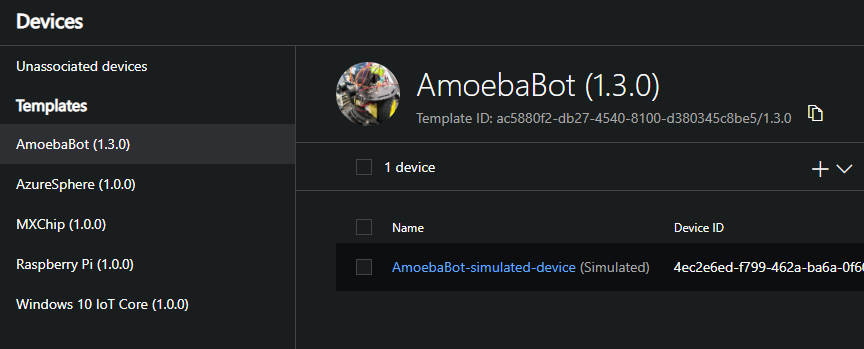 Devices
Unassociated devices
Templates
AmoebaBot (1.3.0)
AzureSphere (1.0.0)
MXChip (1.0.0)
Raspberry Pi (1.0.0)
Windows 10 IoT Core (1.0.0)
AmoebaBot (1.3.0)
Template ID: ac5880f2-db27-4540-8100-d380345c8be5/1.3.0
1 device
Name Device ID
AmoebaBot-simulated-device (Simulated) 4ec2e6ed-f799-462a-ba6a-0f6